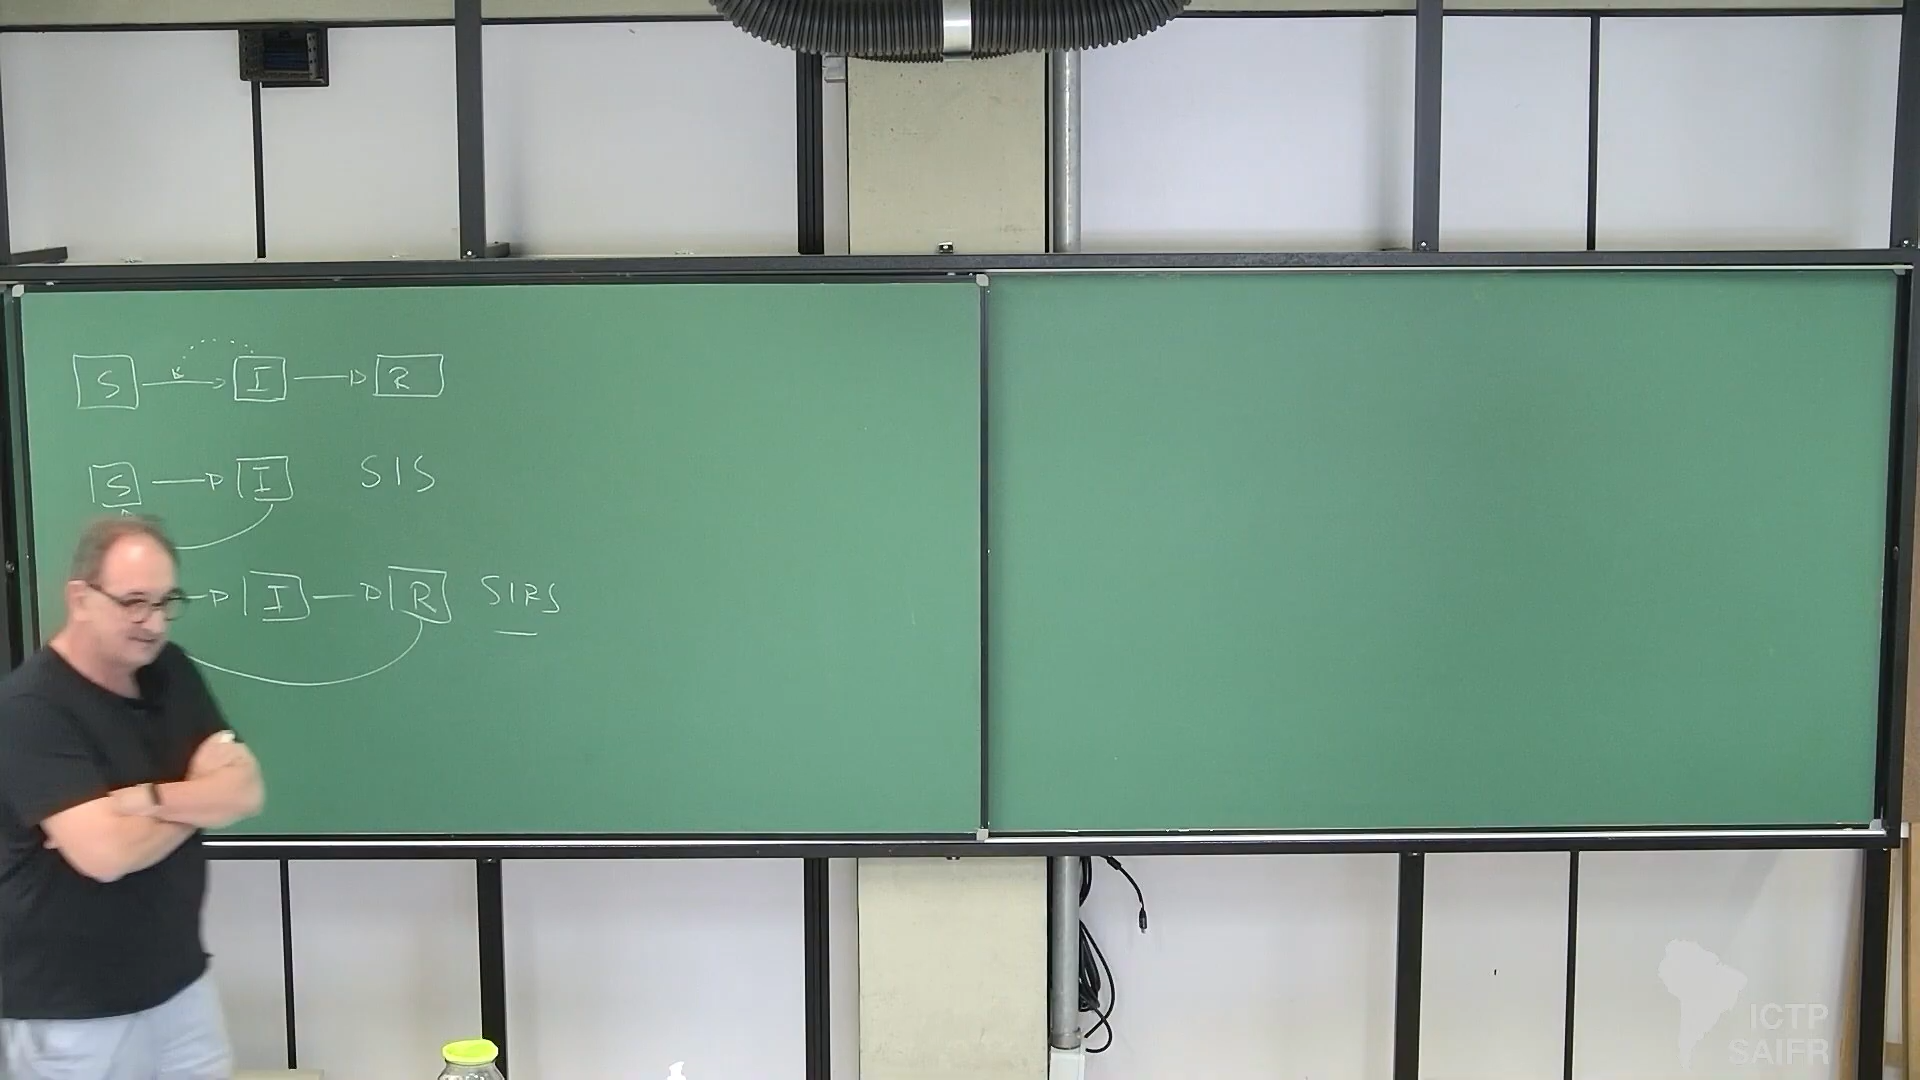 S I R
S I SIS
I R SIRS
ICTP
SAIFR